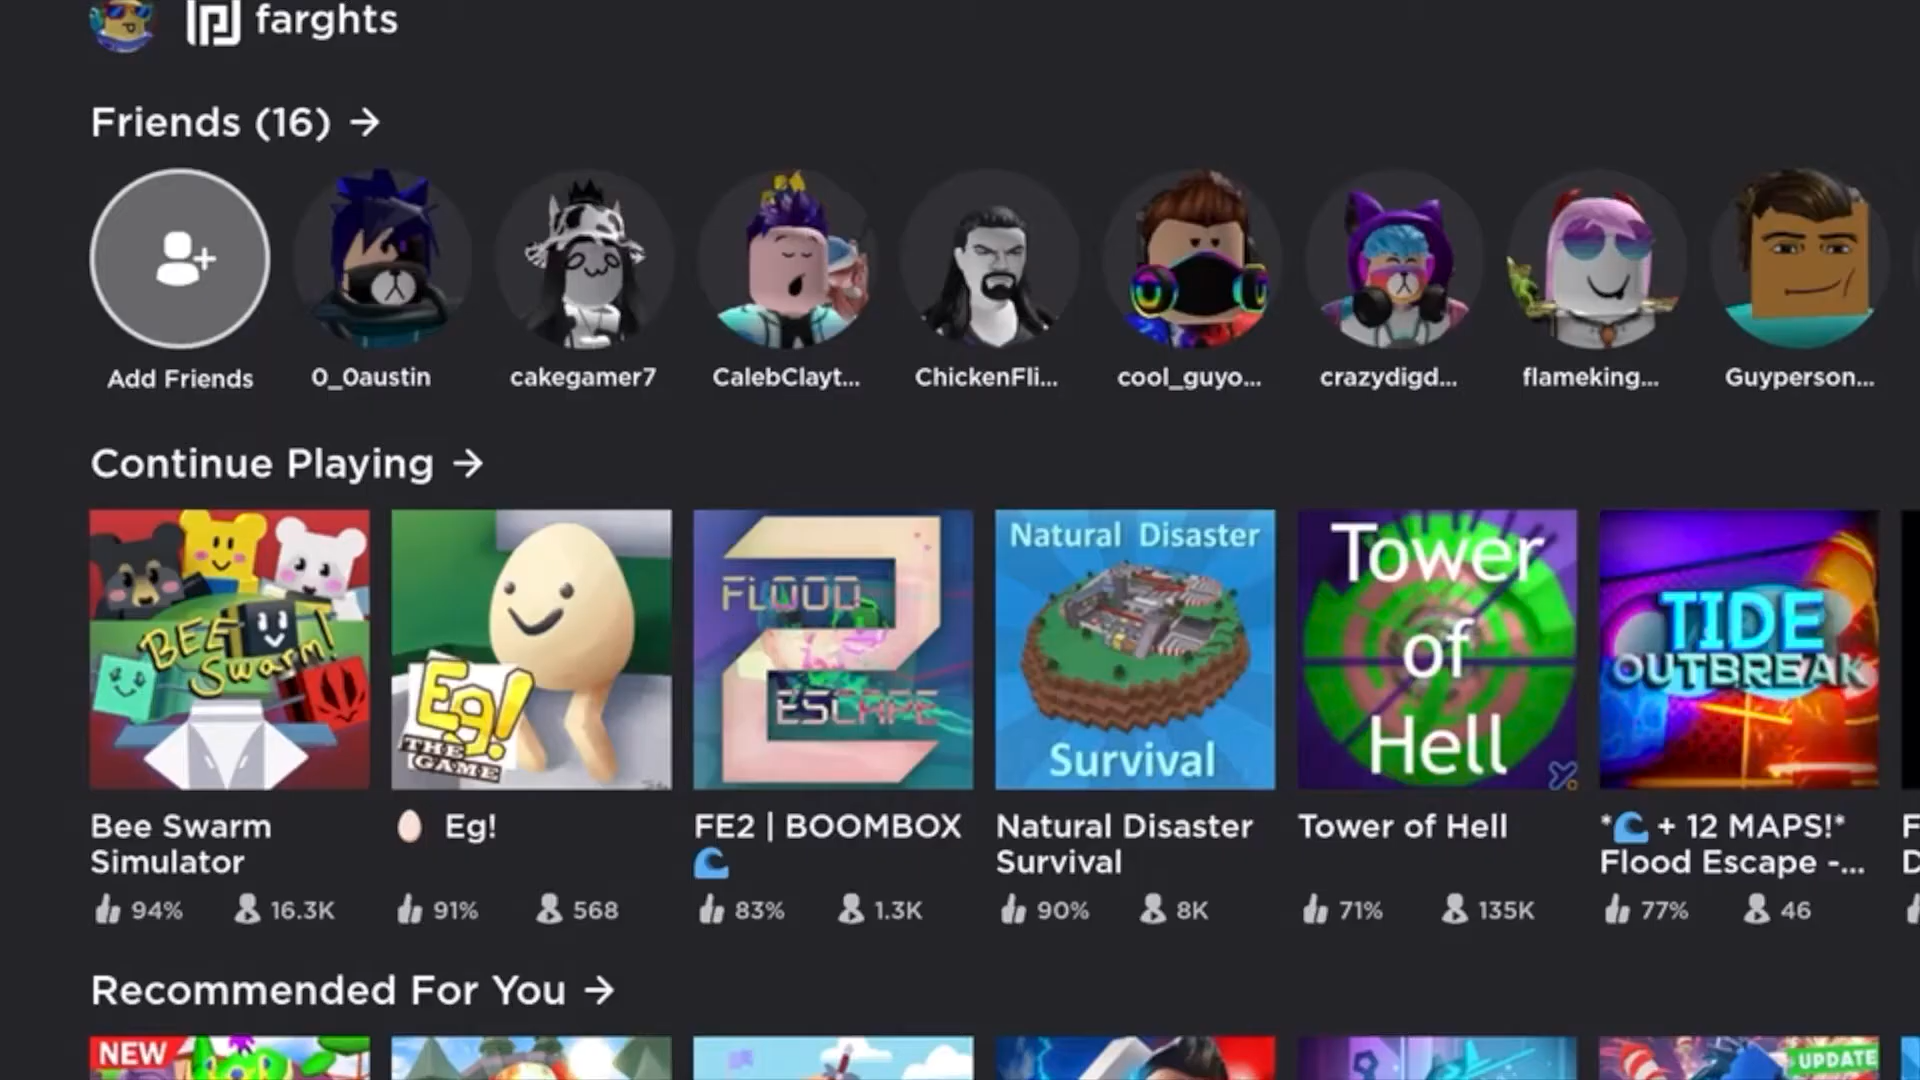 farghts
Friends (16) →
Add Friends
0_0austin
cakegamer7
CalebClayt...
ChickenFli...
cool_guyo...
crazydigd...
flameking...
Guyperson...
Continue Playing →
BEE
Swarm!
Eg!
THE
GAME
FLOOD
ESCAPE
2
Natural Disaster
Survival
Tower
of
Hell
TIDE
OUTBREAK
Bee Swarm
Simulator
94% 16.3K
Eg!
91% 568
FE2 | BOOMBOX
🌊
83% 1.3K
Natural Disaster
Survival
90% 8K
Tower of Hell
71% 135K
*🌊 + 12 MAPS!*
Flood Escape -...
77% 46
Recommended For You →
NEW
UPDATE